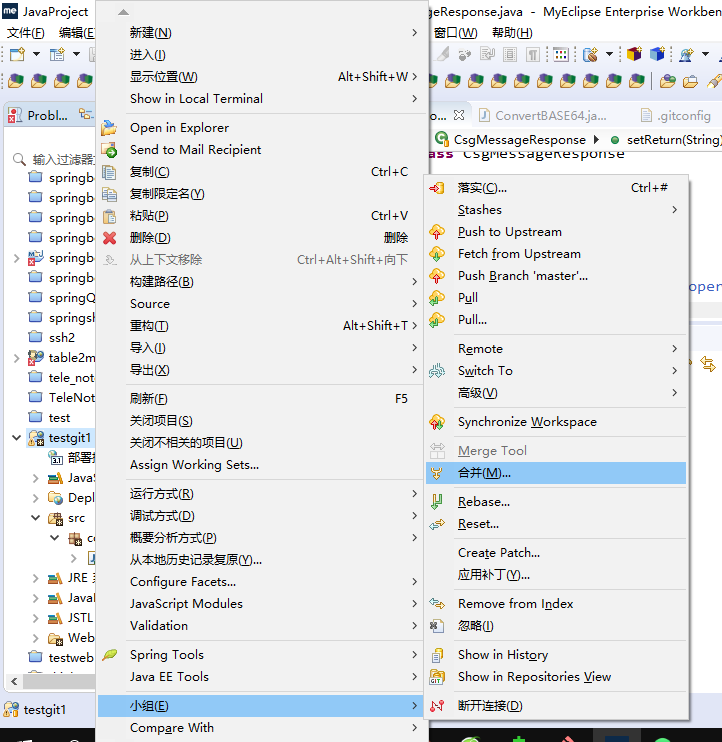 me JavaProject
gResponse.java - MyEclipse Enterprise Workben
文件(F) 编辑(E
窗口(W) 帮助(H)
Probl...
ConvertBASE64.ja...
.gitconfig
输入过滤器
CsgMessageResponse
setReturn(String)
ass CsgMessageResponse
open
springb
springb
springb
springb
springb
springb
springQ
springsh
ssh2
table2m
tele_not
TeleNot
test
testgit1
部署
JavaS
Depl
src
co
J
JRE 系
Javal
JSTL
Web
testweb
testgit1
新建(N)
进入(I)
显示位置(W) Alt+Shift+W
Show in Local Terminal
Open in Explorer
Send to Mail Recipient
复制(C) Ctrl+C
复制限定名(Y)
粘贴(P) Ctrl+V
删除(D) 删除
从上下文移除 Ctrl+Alt+Shift+向下
构建路径(B)
Source
重构(T) Alt+Shift+T
导入(I)
导出(X)
刷新(F) F5
关闭项目(S)
关闭不相关的项目(U)
Assign Working Sets...
运行方式(R)
调试方式(D)
概要分析方式(P)
从本地历史记录复原(Y)...
Configure Facets...
JavaScript Modules
Validation
Spring Tools
Java EE Tools
小组(E)
Compare With
落实(C)... Ctrl+#
Stashes
Push to Upstream
Fetch from Upstream
Push Branch 'master'...
Pull
Pull...
Remote
Switch To
高级(V)
Synchronize Workspace
Merge Tool
合并(M)...
Rebase...
Reset...
Create Patch...
应用补丁(Y)...
Remove from Index
忽略(I)
Show in History
Show in Repositories View
断开连接(D)